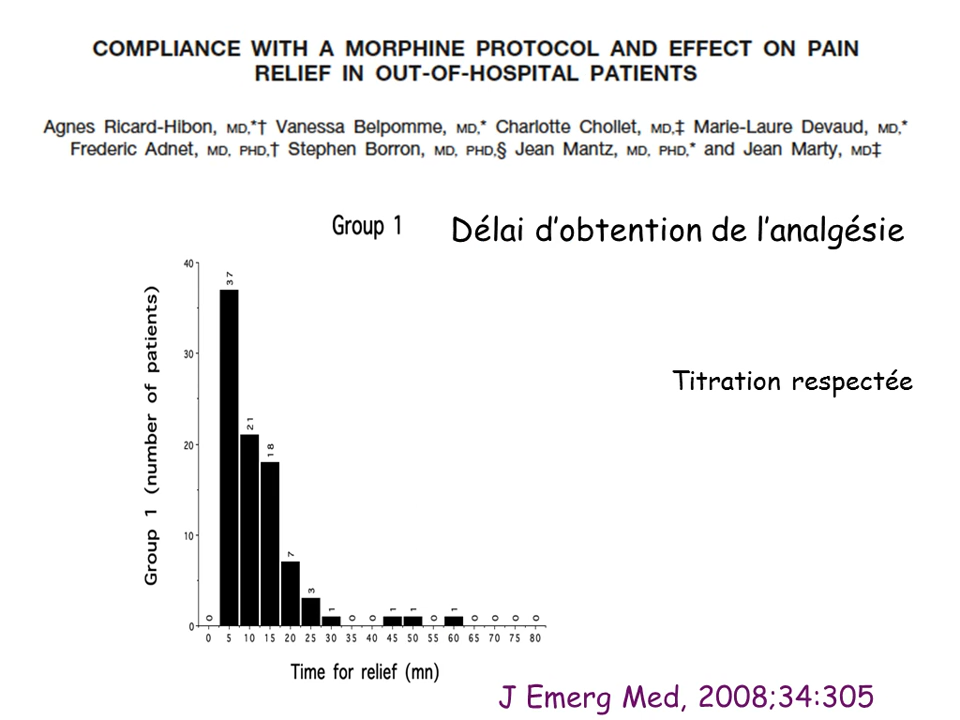 COMPLIANCE WITH A MORPHINE PROTOCOL AND EFFECT ON PAIN
RELIEF IN OUT-OF-HOSPITAL PATIENTS
Agnes Ricard-Hibon, MD,*† Vanessa Belpomme, MD,* Charlotte Chollet, MD,‡ Marie-Laure Devaud, MD,*
Frederic Adnet, MD, PHD,† Stephen Borron, MD, PHD,§ Jean Mantz, MD, PHD,* and Jean Marty, MD‡
Group 1
Délai d’obtention de l’analgésie
Group 1 (number of patients)
40
30
20
10
0
0 37 21 18 7 3 1 0 0 1 1 0 1 0 0 0 0
0 5 10 15 20 25 30 35 40 45 50 55 60 65 70 75 80
Time for relief (mn)
Titration respectée
J Emerg Med, 2008;34:305